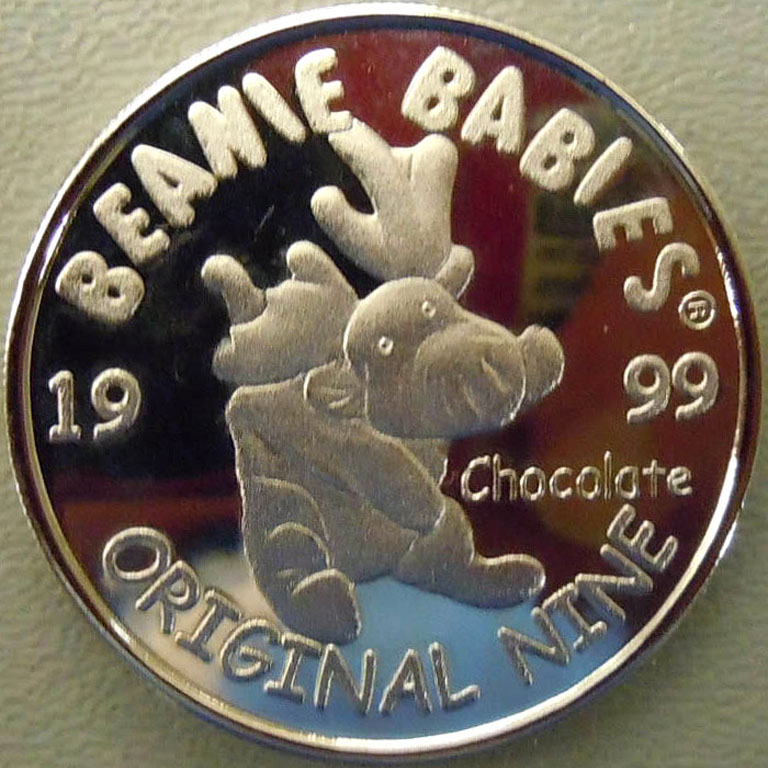 BEANIE BABIES®
19 99
Chocolate
ORIGINAL NINE